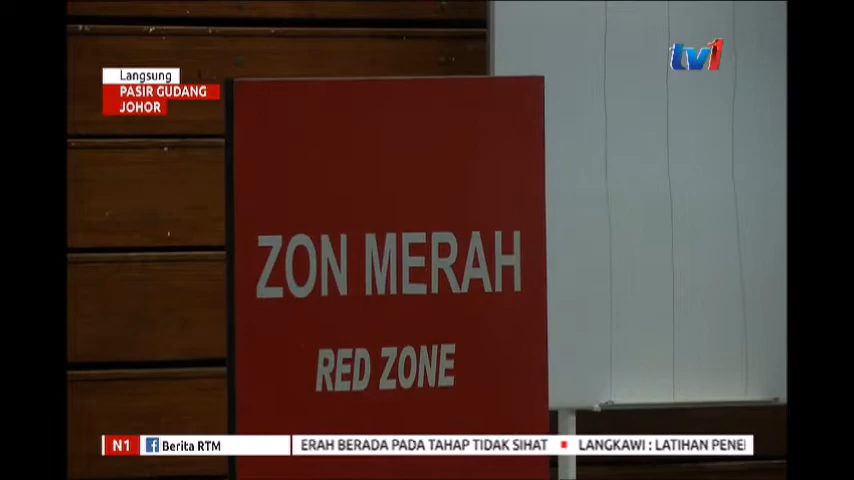 tv1
Langsung
PASIR GUDANG
JOHOR
ZON MERAH
RED ZONE
N1 Berita RTM ERAH BERADA PADA TAHAP TIDAK SIHAT LANGKAWI : LATIHAN